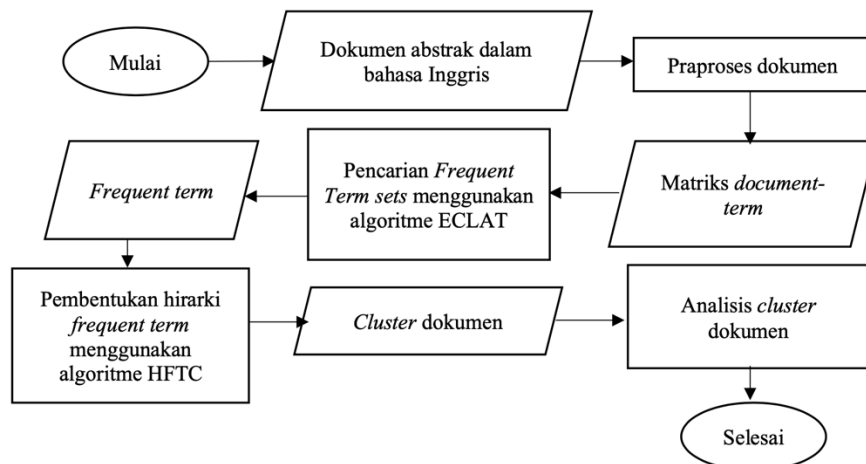 Mulai
Dokumen abstrak dalam
bahasa Inggris
Praproses dokumen
Matriks document-
term
Pencarian Frequent
Term sets menggunakan
algoritme ECLAT
Frequent term
Pembentukan hirarki
frequent term
menggunakan
algoritme HFTC
Cluster dokumen
Analisis cluster
dokumen
Selesai